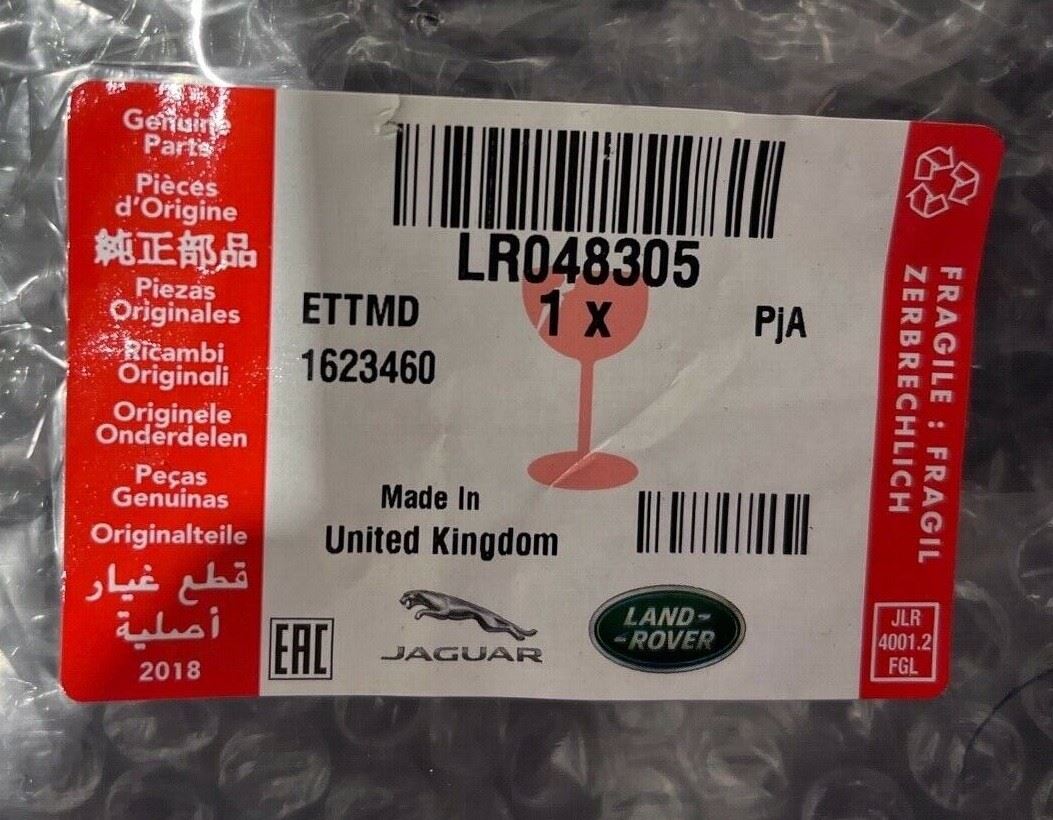 Genuine
Parts
Pièces
d'Origine
純正部品
Piezas
Originales
Ricambi
Originali
Originele
Onderdelen
Peças
Genuinas
Originalteile
قطع غيار
أصلية
2018
LR048305
ETTMD
1 x
PjA
1623460
Made In
United Kingdom
EAC
JAGUAR
LAND-
-ROVER
FRAGILE : FRAGIL
ZERBRECHLICH
JLR
4001.2
FGL